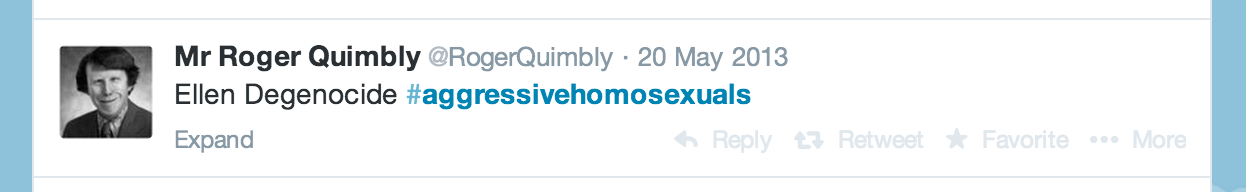 Mr Roger Quimbly @RogerQuimbly · 20 May 2013
Ellen Degenocide #aggressivehomosexuals
Expand Reply Retweet Favorite More